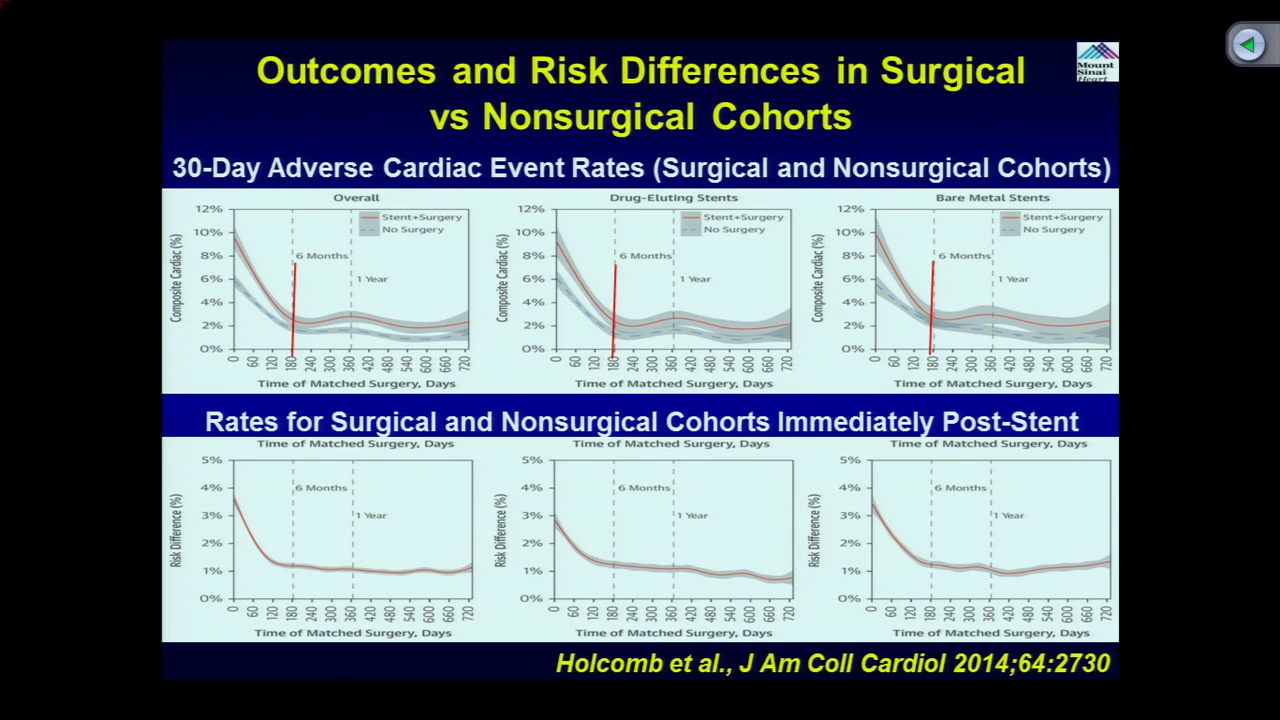 Outcomes and Risk Differences in Surgical
vs Nonsurgical Cohorts
Mount
Sinai
Heart
30-Day Adverse Cardiac Event Rates (Surgical and Nonsurgical Cohorts)
Overall
12%
10%
8%
6%
4%
2%
0%
Composite Cardiac (%)
Stent+Surgery
No Surgery
6 Months
1 Year
0 60 120 180 240 300 360 420 480 540 600 660 720
Time of Matched Surgery, Days
Drug-Eluting Stents
12%
10%
8%
6%
4%
2%
0%
Composite Cardiac (%)
Stent+Surgery
No Surgery
6 Months
1 Year
0 60 120 180 240 300 360 420 480 540 600 660 720
Time of Matched Surgery, Days
Bare Metal Stents
12%
10%
8%
6%
4%
2%
0%
Composite Cardiac (%)
Stent+Surgery
No Surgery
6 Months
1 Year
0 60 120 180 240 300 360 420 480 540 600 660 720
Time of Matched Surgery, Days
Rates for Surgical and Nonsurgical Cohorts Immediately Post-Stent
Time of Matched Surgery, Days
5%
4%
3%
2%
1%
0%
Risk Difference (%)
6 Months
1 Year
0 60 120 180 240 300 360 420 480 540 600 660 720
Time of Matched Surgery, Days
Time of Matched Surgery, Days
5%
4%
3%
2%
1%
0%
Risk Difference (%)
6 Months
1 Year
0 60 120 180 240 300 360 420 480 540 600 660 720
Time of Matched Surgery, Days
Time of Matched Surgery, Days
5%
4%
3%
2%
1%
0%
Risk Difference (%)
6 Months
1 Year
0 60 120 180 240 300 360 420 480 540 600 660 720
Time of Matched Surgery, Days
Holcomb et al., J Am Coll Cardiol 2014;64:2730